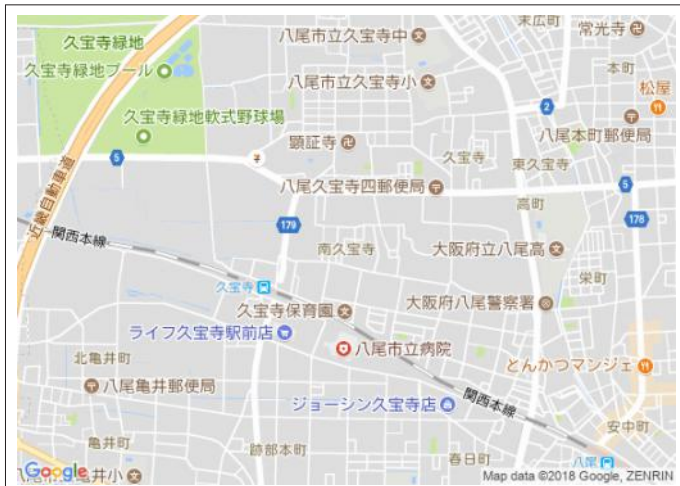 末広町
久宝寺緑地
八尾市立久宝寺中
常光寺
久宝寺緑地プール
本町
八尾市立久宝寺小
松屋
2
久宝寺緑地軟式野球場
八尾本町郵便局
顕証寺
久宝寺
東久宝寺
5
八尾久宝寺四郵便局
5
高町
近畿自動車道
179
178
関西本線
南久宝寺
大阪府立八尾高
栄町
久宝寺
久宝寺保育園
大阪府八尾警察署
ライフ久宝寺駅前店
八尾市立病院
北亀井町
とんかつマンジェ
八尾亀井郵便局
関西本線
ジョーシン久宝寺店
安中町
亀井町
跡部本町
春日町
八尾
Google
亀井小
Map data ©2018 Google, ZENRIN